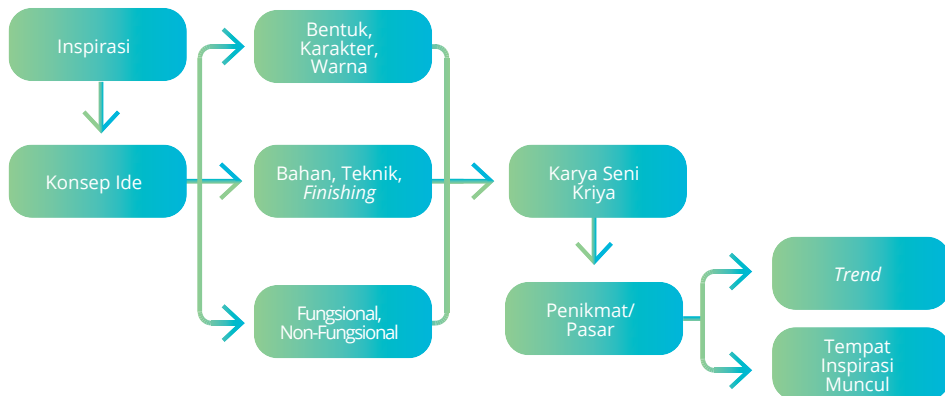 Inspirasi
Konsep Ide
Bentuk,
Karakter,
Warna
Bahan, Teknik,
Finishing
Fungsional,
Non-Fungsional
Karya Seni
Kriya
Penikmat/
Pasar
Trend
Tempat
Inspirasi
Muncul